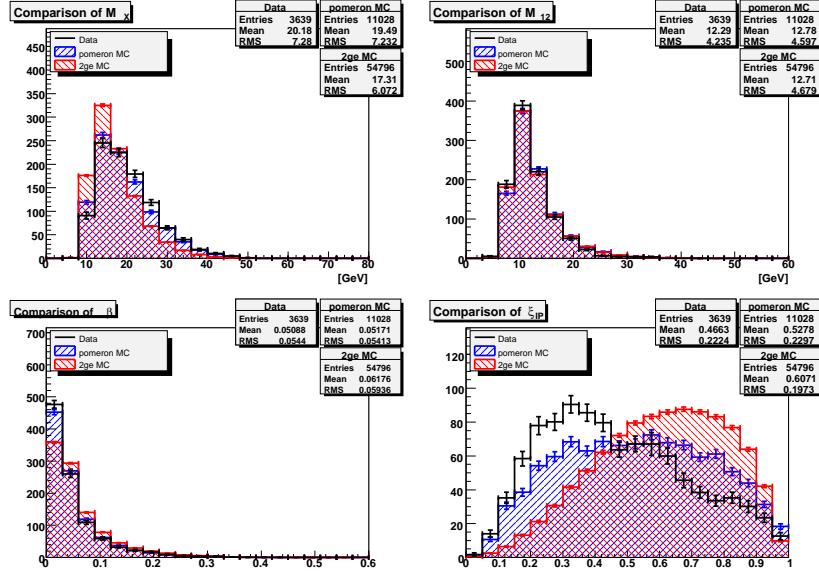 Comparison of M X
Data
Entries 3639
Mean 20.18
RMS 7.28
pomeron MC
Entries 11028
Mean 19.49
RMS 7.232
2ge MC
Entries 54796
Mean 17.31
RMS 6.072
Data
pomeron MC
2ge MC
450
400
350
300
250
200
150
100
50
0
0 10 20 30 40 50 60 70 80
[GeV]
Comparison of M 12
Data
Entries 3639
Mean 12.29
RMS 4.235
pomeron MC
Entries 11028
Mean 12.78
RMS 4.597
2ge MC
Entries 54796
Mean 12.71
RMS 4.679
Data
pomeron MC
2ge MC
500
400
300
200
100
0
0 10 20 30 40 50 60
[GeV]
Comparison of β
Data
Entries 3639
Mean 0.05088
RMS 0.0544
pomeron MC
Entries 11028
Mean 0.05171
RMS 0.05413
2ge MC
Entries 54796
Mean 0.06176
RMS 0.05936
Data
pomeron MC
2ge MC
700
600
500
400
300
200
100
0
0 0.1 0.2 0.3 0.4 0.5 0.6
Comparison of ξIP
Data
Entries 3639
Mean 0.4663
RMS 0.2224
pomeron MC
Entries 11028
Mean 0.5278
RMS 0.2297
2ge MC
Entries 54796
Mean 0.6071
RMS 0.1973
Data
pomeron MC
2ge MC
120
100
80
60
40
20
0
0 0.1 0.2 0.3 0.4 0.5 0.6 0.7 0.8 0.9 1